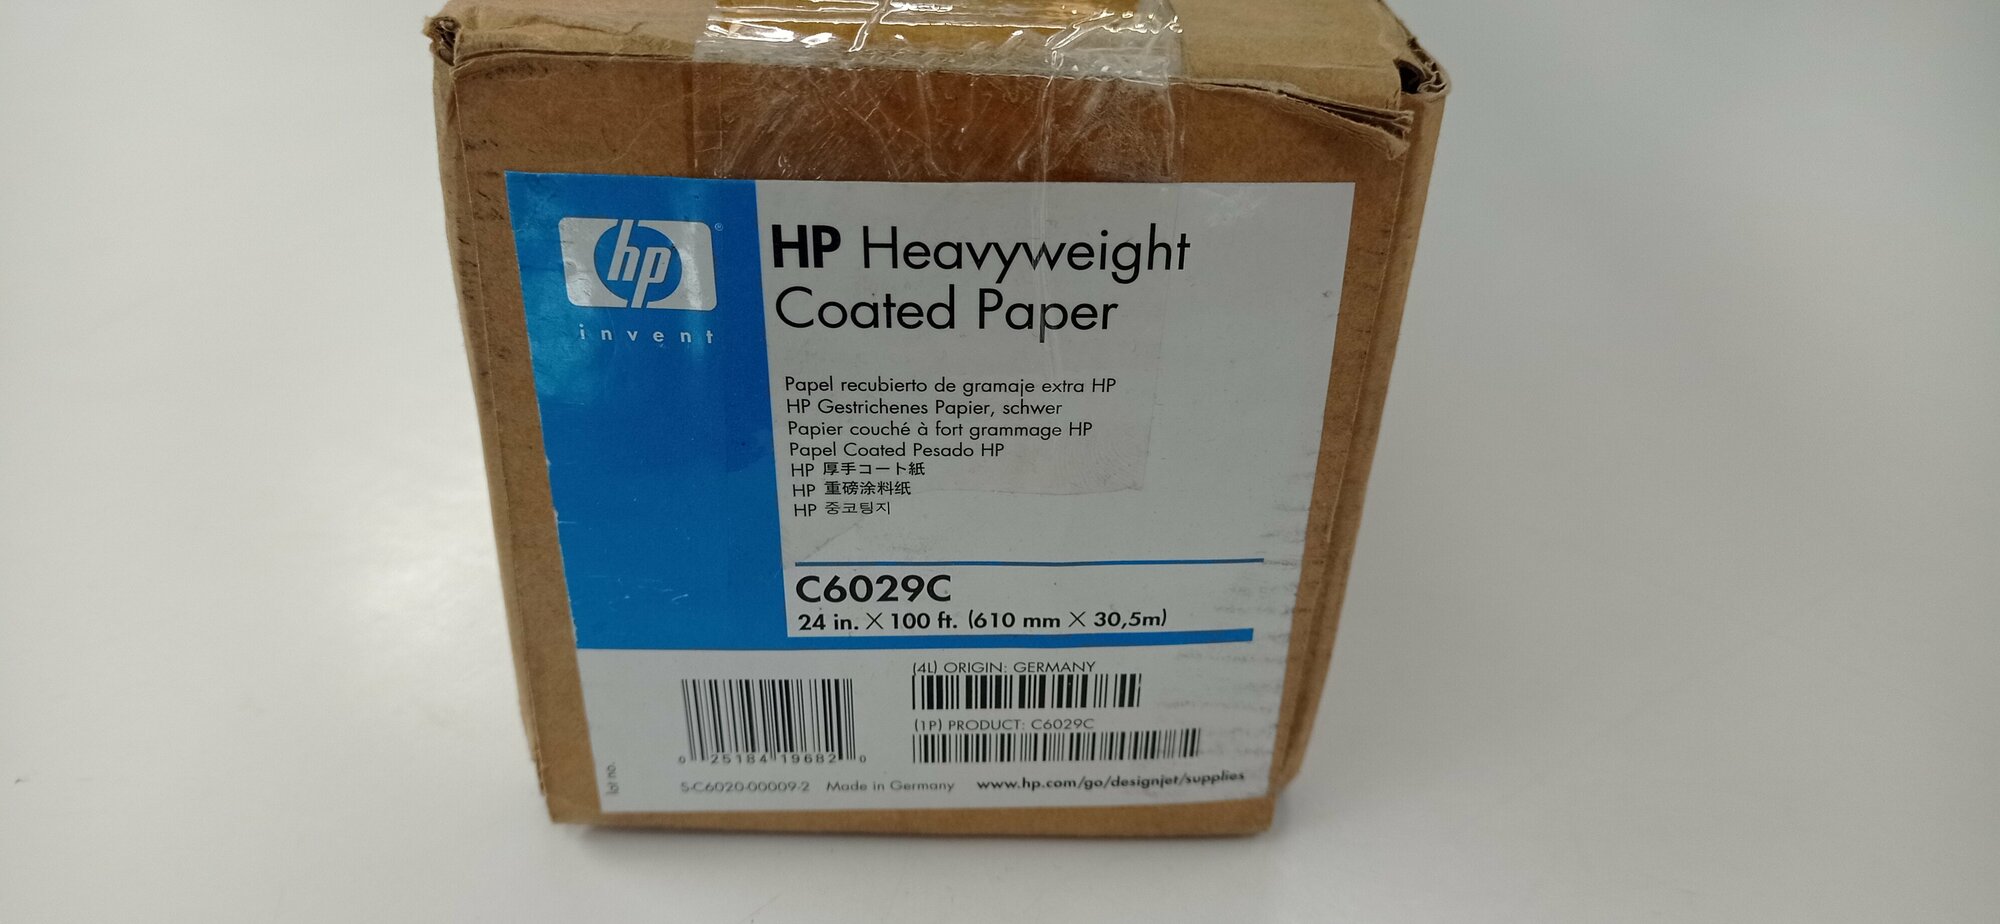 hp®
invent
HP Heavyweight
Coated Paper
Papel recubierto de gramaje extra HP
HP Gestrichenes Papier, schwer
Papier couché à fort grammage HP
Papel Coated Pesado HP
HP 厚手コート紙
HP 重磅涂料纸
HP 중코팅지
C6029C
24 in. X 100 ft. (610 mm X 30,5m)
(4L) ORIGIN: GERMANY
(1P) PRODUCT: C6029C
0 25184 19682 0
lot no.
S-C6020-00009-2 Made in Germany www.hp.com/go/designjet/supplies